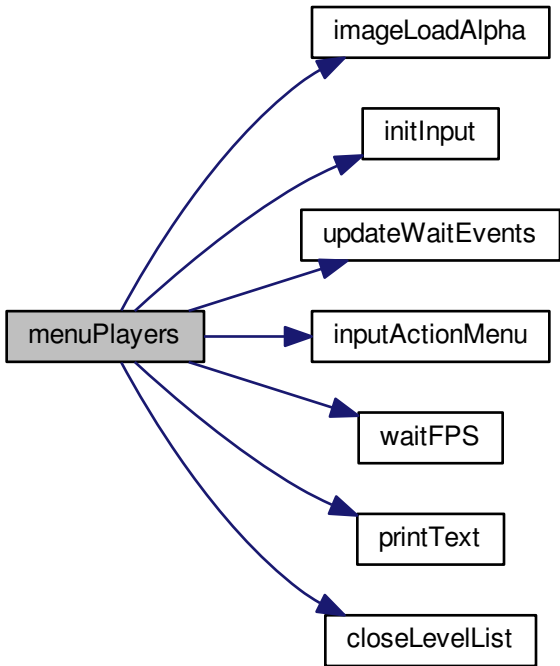 imageLoadAlpha
initInput
updateWaitEvents
menuPlayers
inputActionMenu
waitFPS
printText
closeLevelList